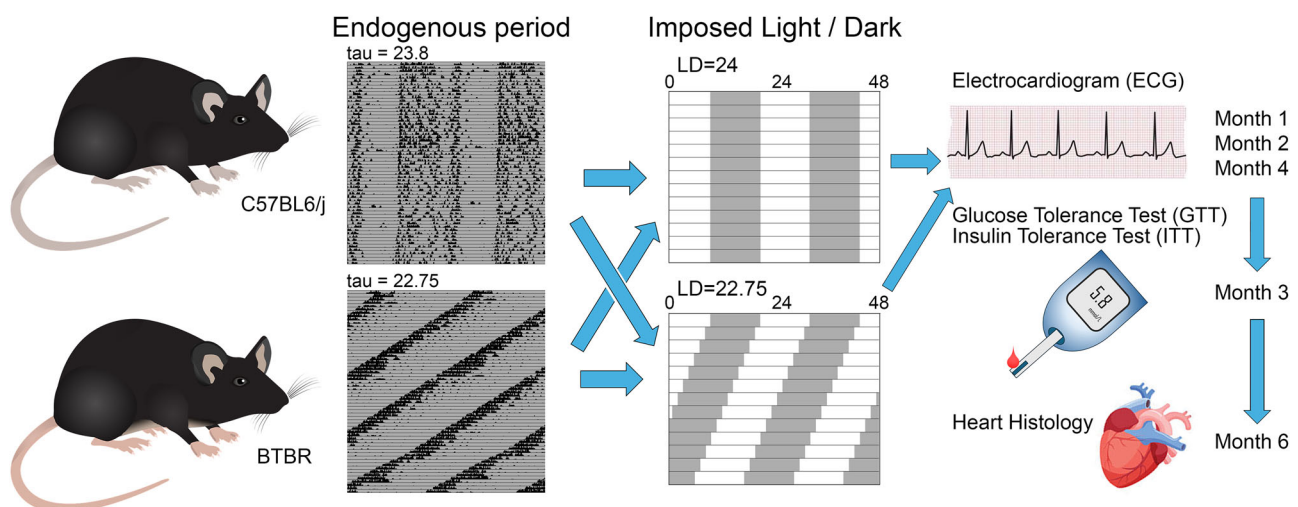 Endogenous period
Imposed Light / Dark
tau = 23.8
LD=24
0 24 48
Electrocardiogram (ECG)
Month 1
Month 2
Month 4
C57BL6/j
Glucose Tolerance Test (GTT)
Insulin Tolerance Test (ITT)
tau = 22.75
LD=22.75
0 24 48
5.8
mmol/L
Month 3
Heart Histology
Month 6
BTBR